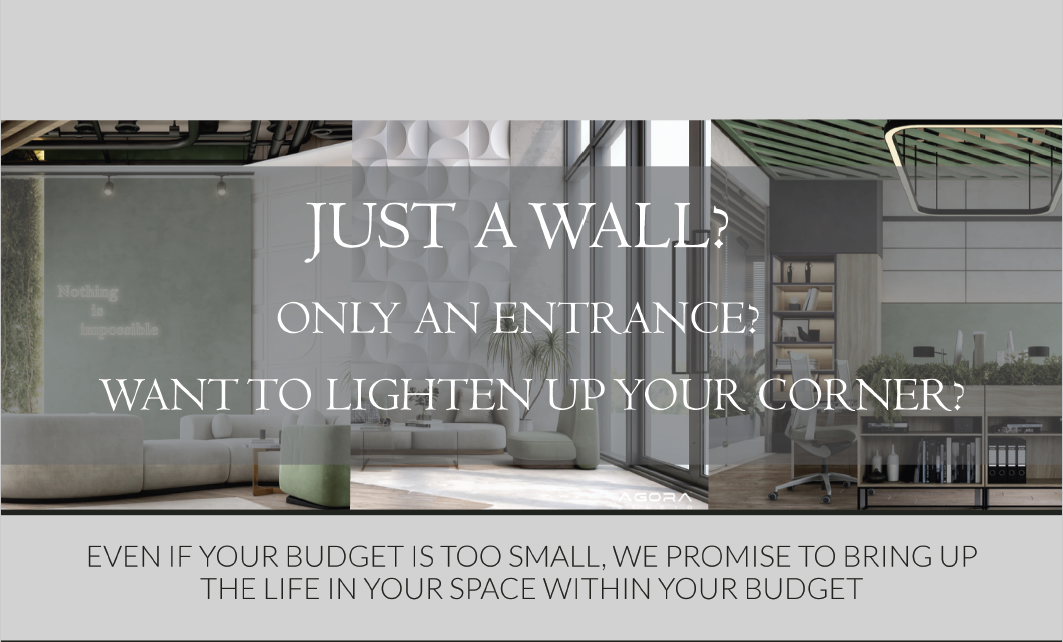 JUST A WALL?
ONLY AN ENTRANCE?
Nothing
is
impossible
WANT TO LIGHTEN UP YOUR CORNER?
AGORA
EVEN IF YOUR BUDGET IS TOO SMALL, WE PROMISE TO BRING UP
THE LIFE IN YOUR SPACE WITHIN YOUR BUDGET